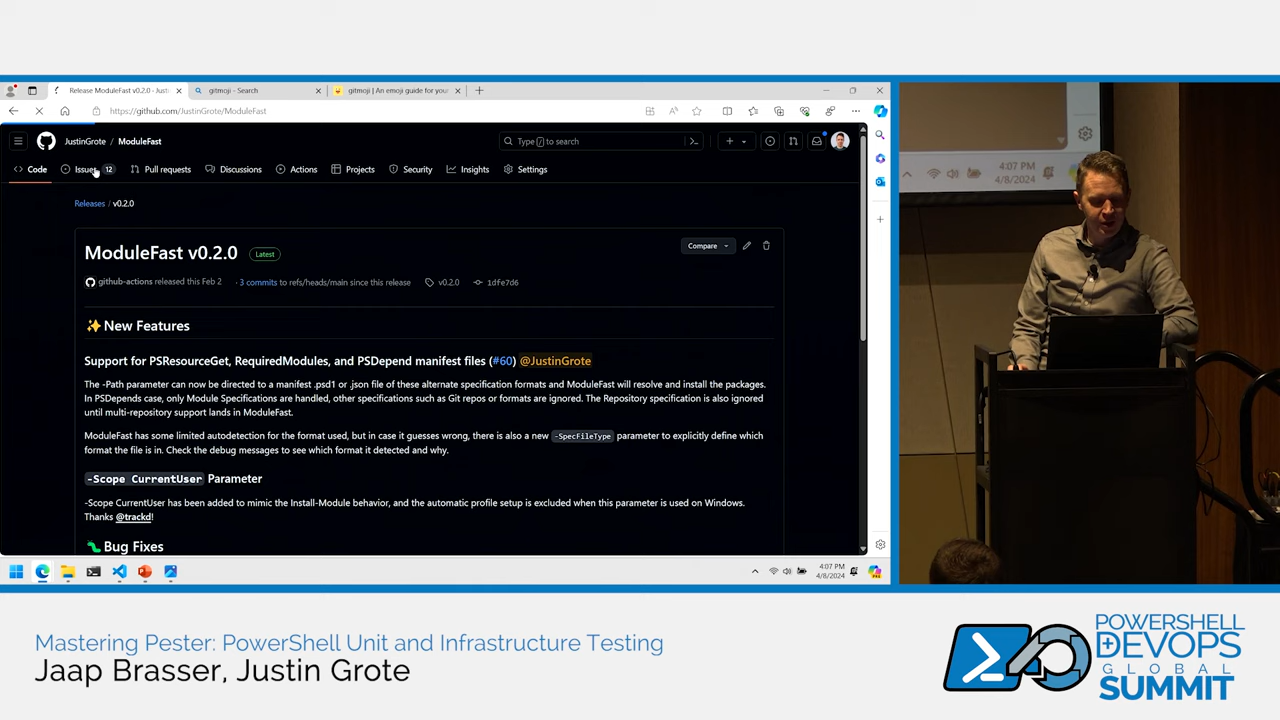 Release ModuleFast v0.2.0 · Justi
gitmoji - Search
gitmoji | An emoji guide for your
https://github.com/JustinGrote/ModuleFast
JustinGrote / ModuleFast
Type / to search
Code
Issues 12
Pull requests
Discussions
Actions
Projects
Security
Insights
Settings
Releases / v0.2.0
ModuleFast v0.2.0 Latest
Compare
github-actions released this Feb 2
3 commits to refs/heads/main since this release
v0.2.0
1dfe7d6
✨ New Features
Support for PSResourceGet, RequiredModules, and PSDepend manifest files (#60) @JustinGrote
The -Path parameter can now be directed to a manifest .psd1 or .json file of these alternate specification formats and ModuleFast will resolve and install the packages.
In PSDepends case, only Module Specifications are handled, other specifications such as Git repos or formats are ignored. The Repository specification is also ignored
until multi-repository support lands in ModuleFast.
ModuleFast has some limited autodetection for the format used, but in case it guesses wrong, there is also a new -SpecFileType parameter to explicitly define which
format the file is in. Check the debug messages to see which format it detected and why.
-Scope CurrentUser Parameter
-Scope CurrentUser has been added to mimic the Install-Module behavior, and the automatic profile setup is excluded when this parameter is used on Windows.
Thanks @trackd!
🐛 Bug Fixes
4:07 PM
4/8/2024
4:07 PM
4/8/2024
Mastering Pester: PowerShell Unit and Infrastructure Testing
Jaap Brasser, Justin Grote
POWERSHELL
DEVOPS
GLOBAL
SUMMIT